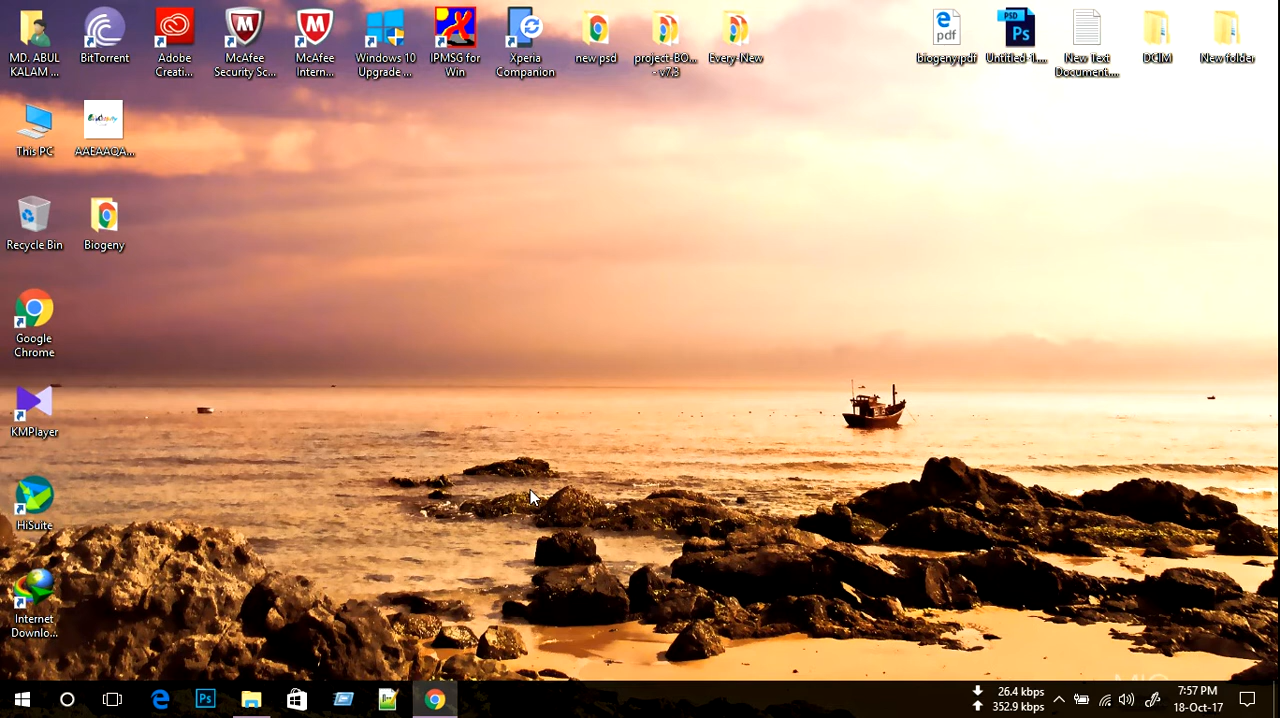 MD. ABUL
KALAM ...
BitTorrent
Adobe
Creati...
McAfee
Security Sc...
McAfee
Intern...
Windows 10
Upgrade ...
IPMSG for
Win
Xperia
Companion
new psd
project-BO...
- v7.3
Every-New
biogeny.pdf
Untitled-1....
New Text
Document....
DCIM
New folder
This PC
AAEAAQA...
Recycle Bin
Biogeny
Google
Chrome
KMPlayer
HiSuite
Internet
Downlo...
26.4 kbps
352.9 kbps
7:57 PM
18-Oct-17